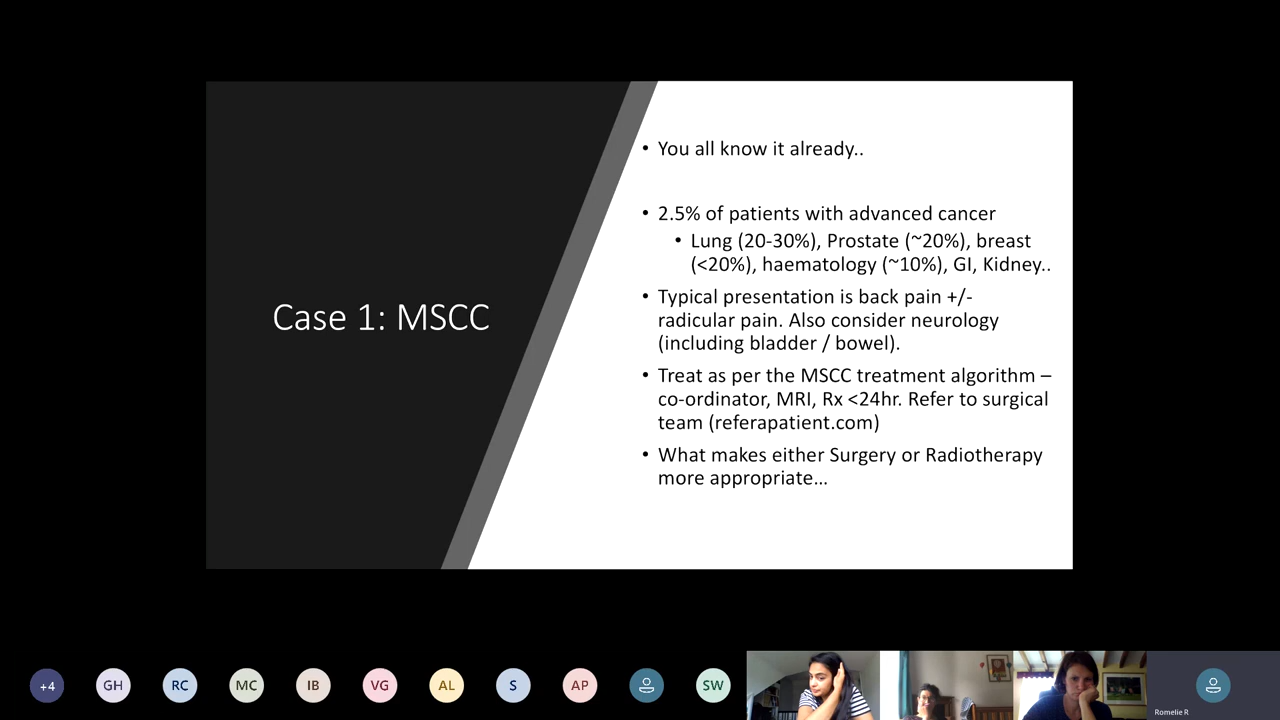 Case 1: MSCC
• You all know it already..
• 2.5% of patients with advanced cancer
• Lung (20-30%), Prostate (~20%), breast
(<20%), haematology (~10%), GI, Kidney..
• Typical presentation is back pain +/-
radicular pain. Also consider neurology
(including bladder / bowel).
• Treat as per the MSCC treatment algorithm –
co-ordinator, MRI, Rx <24hr. Refer to surgical
team (referapatient.com)
• What makes either Surgery or Radiotherapy
more appropriate…
+4 GH RC MC IB VG AL S AP SW
Romelie R